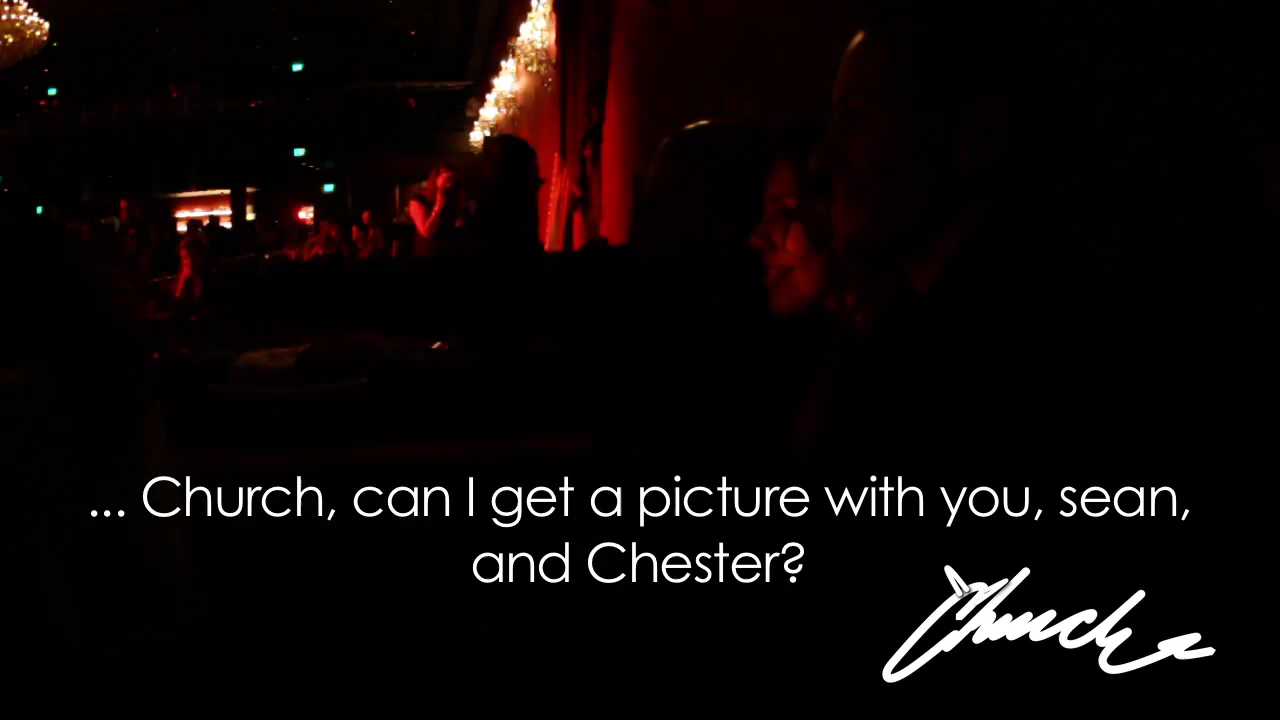 ... Church, can I get a picture with you, sean,
and Chester?
Church